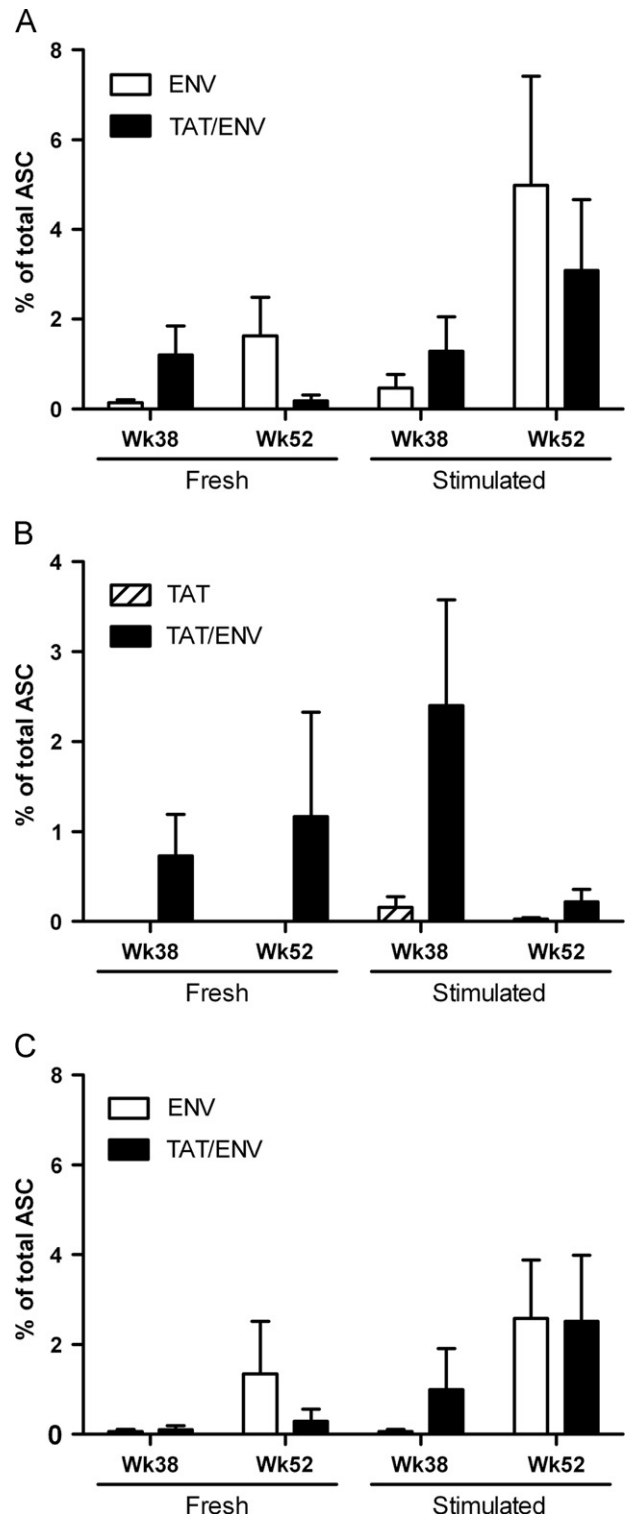 A
% of total ASC
8
6
4
2
0
ENV
TAT/ENV
Wk38 Wk52 Wk38 Wk52
Fresh Stimulated
B
% of total ASC
4
3
2
1
0
TAT
TAT/ENV
Wk38 Wk52 Wk38 Wk52
Fresh Stimulated
C
% of total ASC
8
6
4
2
0
ENV
TAT/ENV
Wk38 Wk52 Wk38 Wk52
Fresh Stimulated